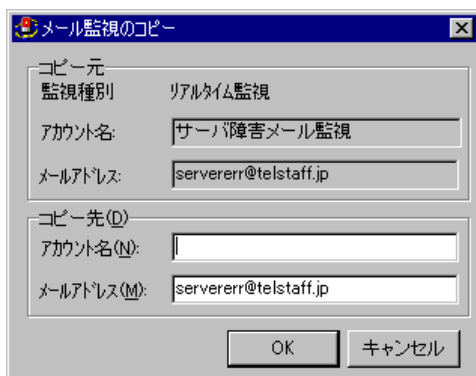 メール監視のコピー
コピー元
監視種別 リアルタイム監視
アカウント名: サーバ障害メール監視
メールアドレス: servererr@telstaff.jp
コピー先(D)
アカウント名(N):
メールアドレス(M): servererr@telstaff.jp
OK キャンセル